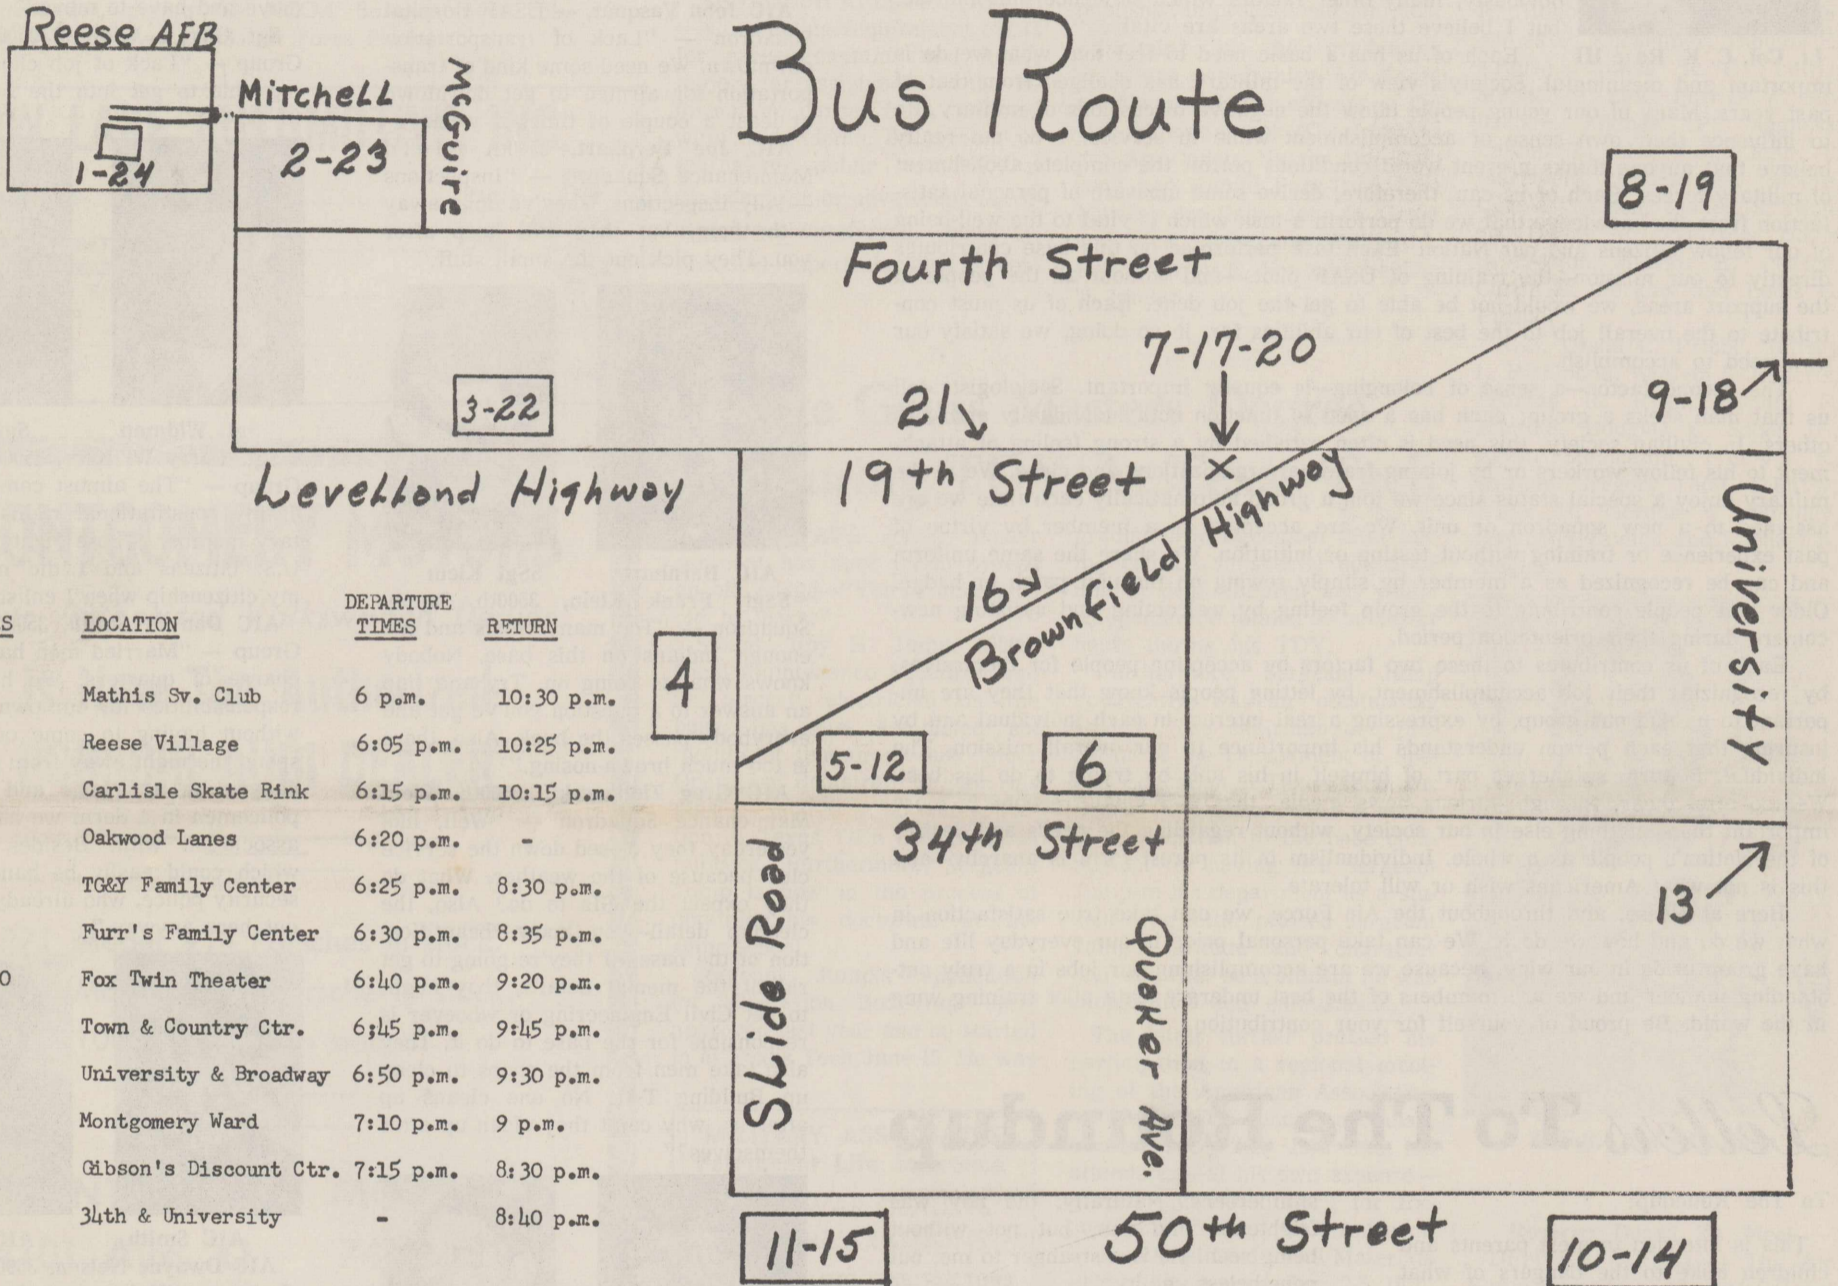 Bus Route
Reese AFB
1-24
Mitchell
McGuire
2-23
8-19
Fourth Street
7-17-20
9-18
21
3-22
Levelland Highway
19th Street
X
Highway
University
16
Brownfield
4
5-12
6
34th Street
13
Slide Road
Quaker Ave.
11-15
50th Street
10-14
S LOCATION DEPARTURE TIMES RETURN
Mathis Sv. Club 6 p.m. 10:30 p.m.
Reese Village 6:05 p.m. 10:25 p.m.
Carlisle Skate Rink 6:15 p.m. 10:15 p.m.
Oakwood Lanes 6:20 p.m. -
TG&Y Family Center 6:25 p.m. 8:30 p.m.
Furr's Family Center 6:30 p.m. 8:35 p.m.
0 Fox Twin Theater 6:40 p.m. 9:20 p.m.
Town & Country Ctr. 6;45 p.m. 9:45 p.m.
University & Broadway 6:50 p.m. 9:30 p.m.
Montgomery Ward 7:10 p.m. 9 p.m.
Gibson's Discount Ctr. 7:15 p.m. 8:30 p.m.
34th & University - 8:40 p.m.